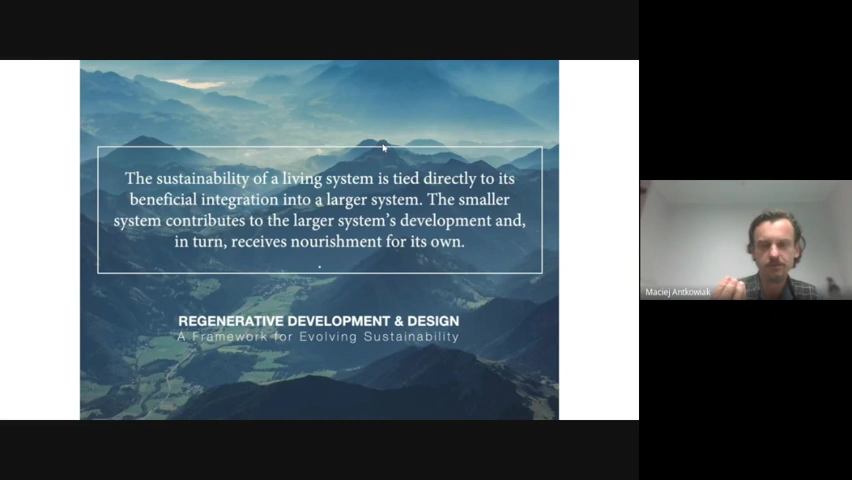 The sustainability of a living system is tied directly to its
beneficial integration into a larger system. The smaller
system contributes to the larger system's development and,
in turn, receives nourishment for its own.
.
REGENERATIVE DEVELOPMENT & DESIGN
A Framework for Evolving Sustainability
Maciej Antkowiak